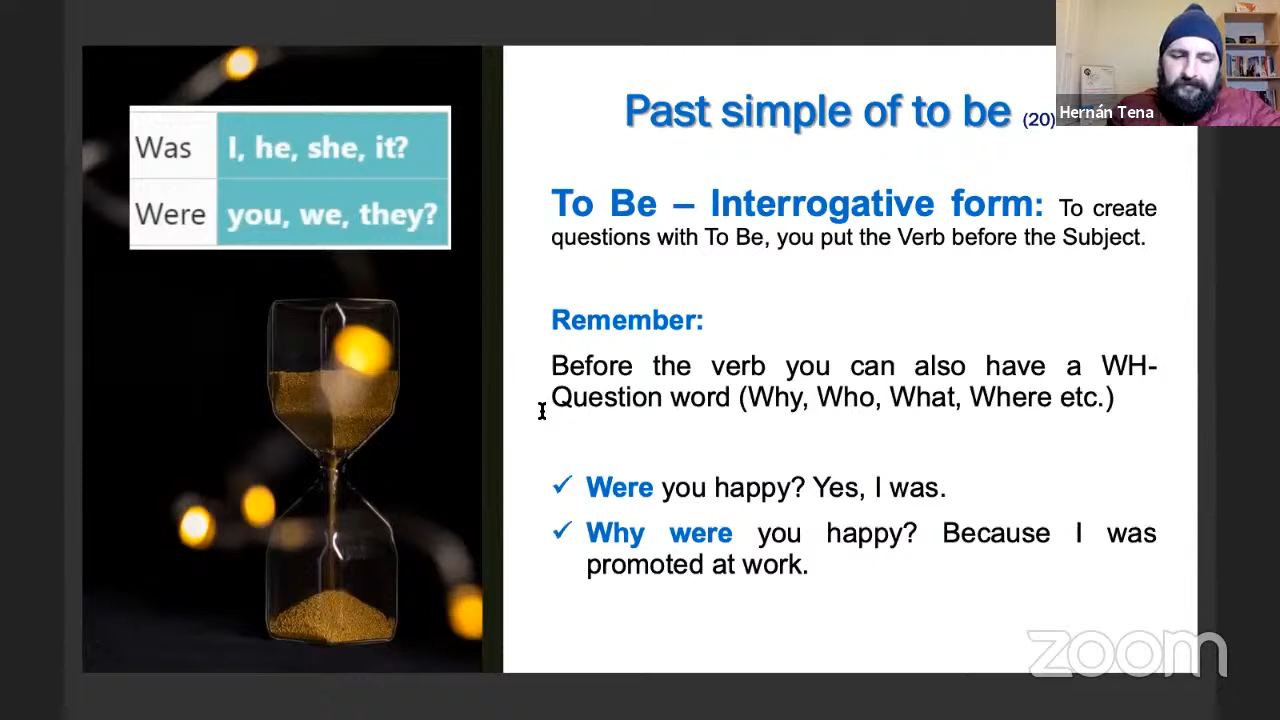 Was I, he, she, it?
Were you, we, they?
Past simple of to be (20)
Hernán Tena
To Be – Interrogative form: To create
questions with To Be, you put the Verb before the Subject.
Remember:
Before the verb you can also have a WH-
Question word (Why, Who, What, Where etc.)
✓ Were you happy? Yes, I was.
✓ Why were you happy? Because I was
promoted at work.
zoom